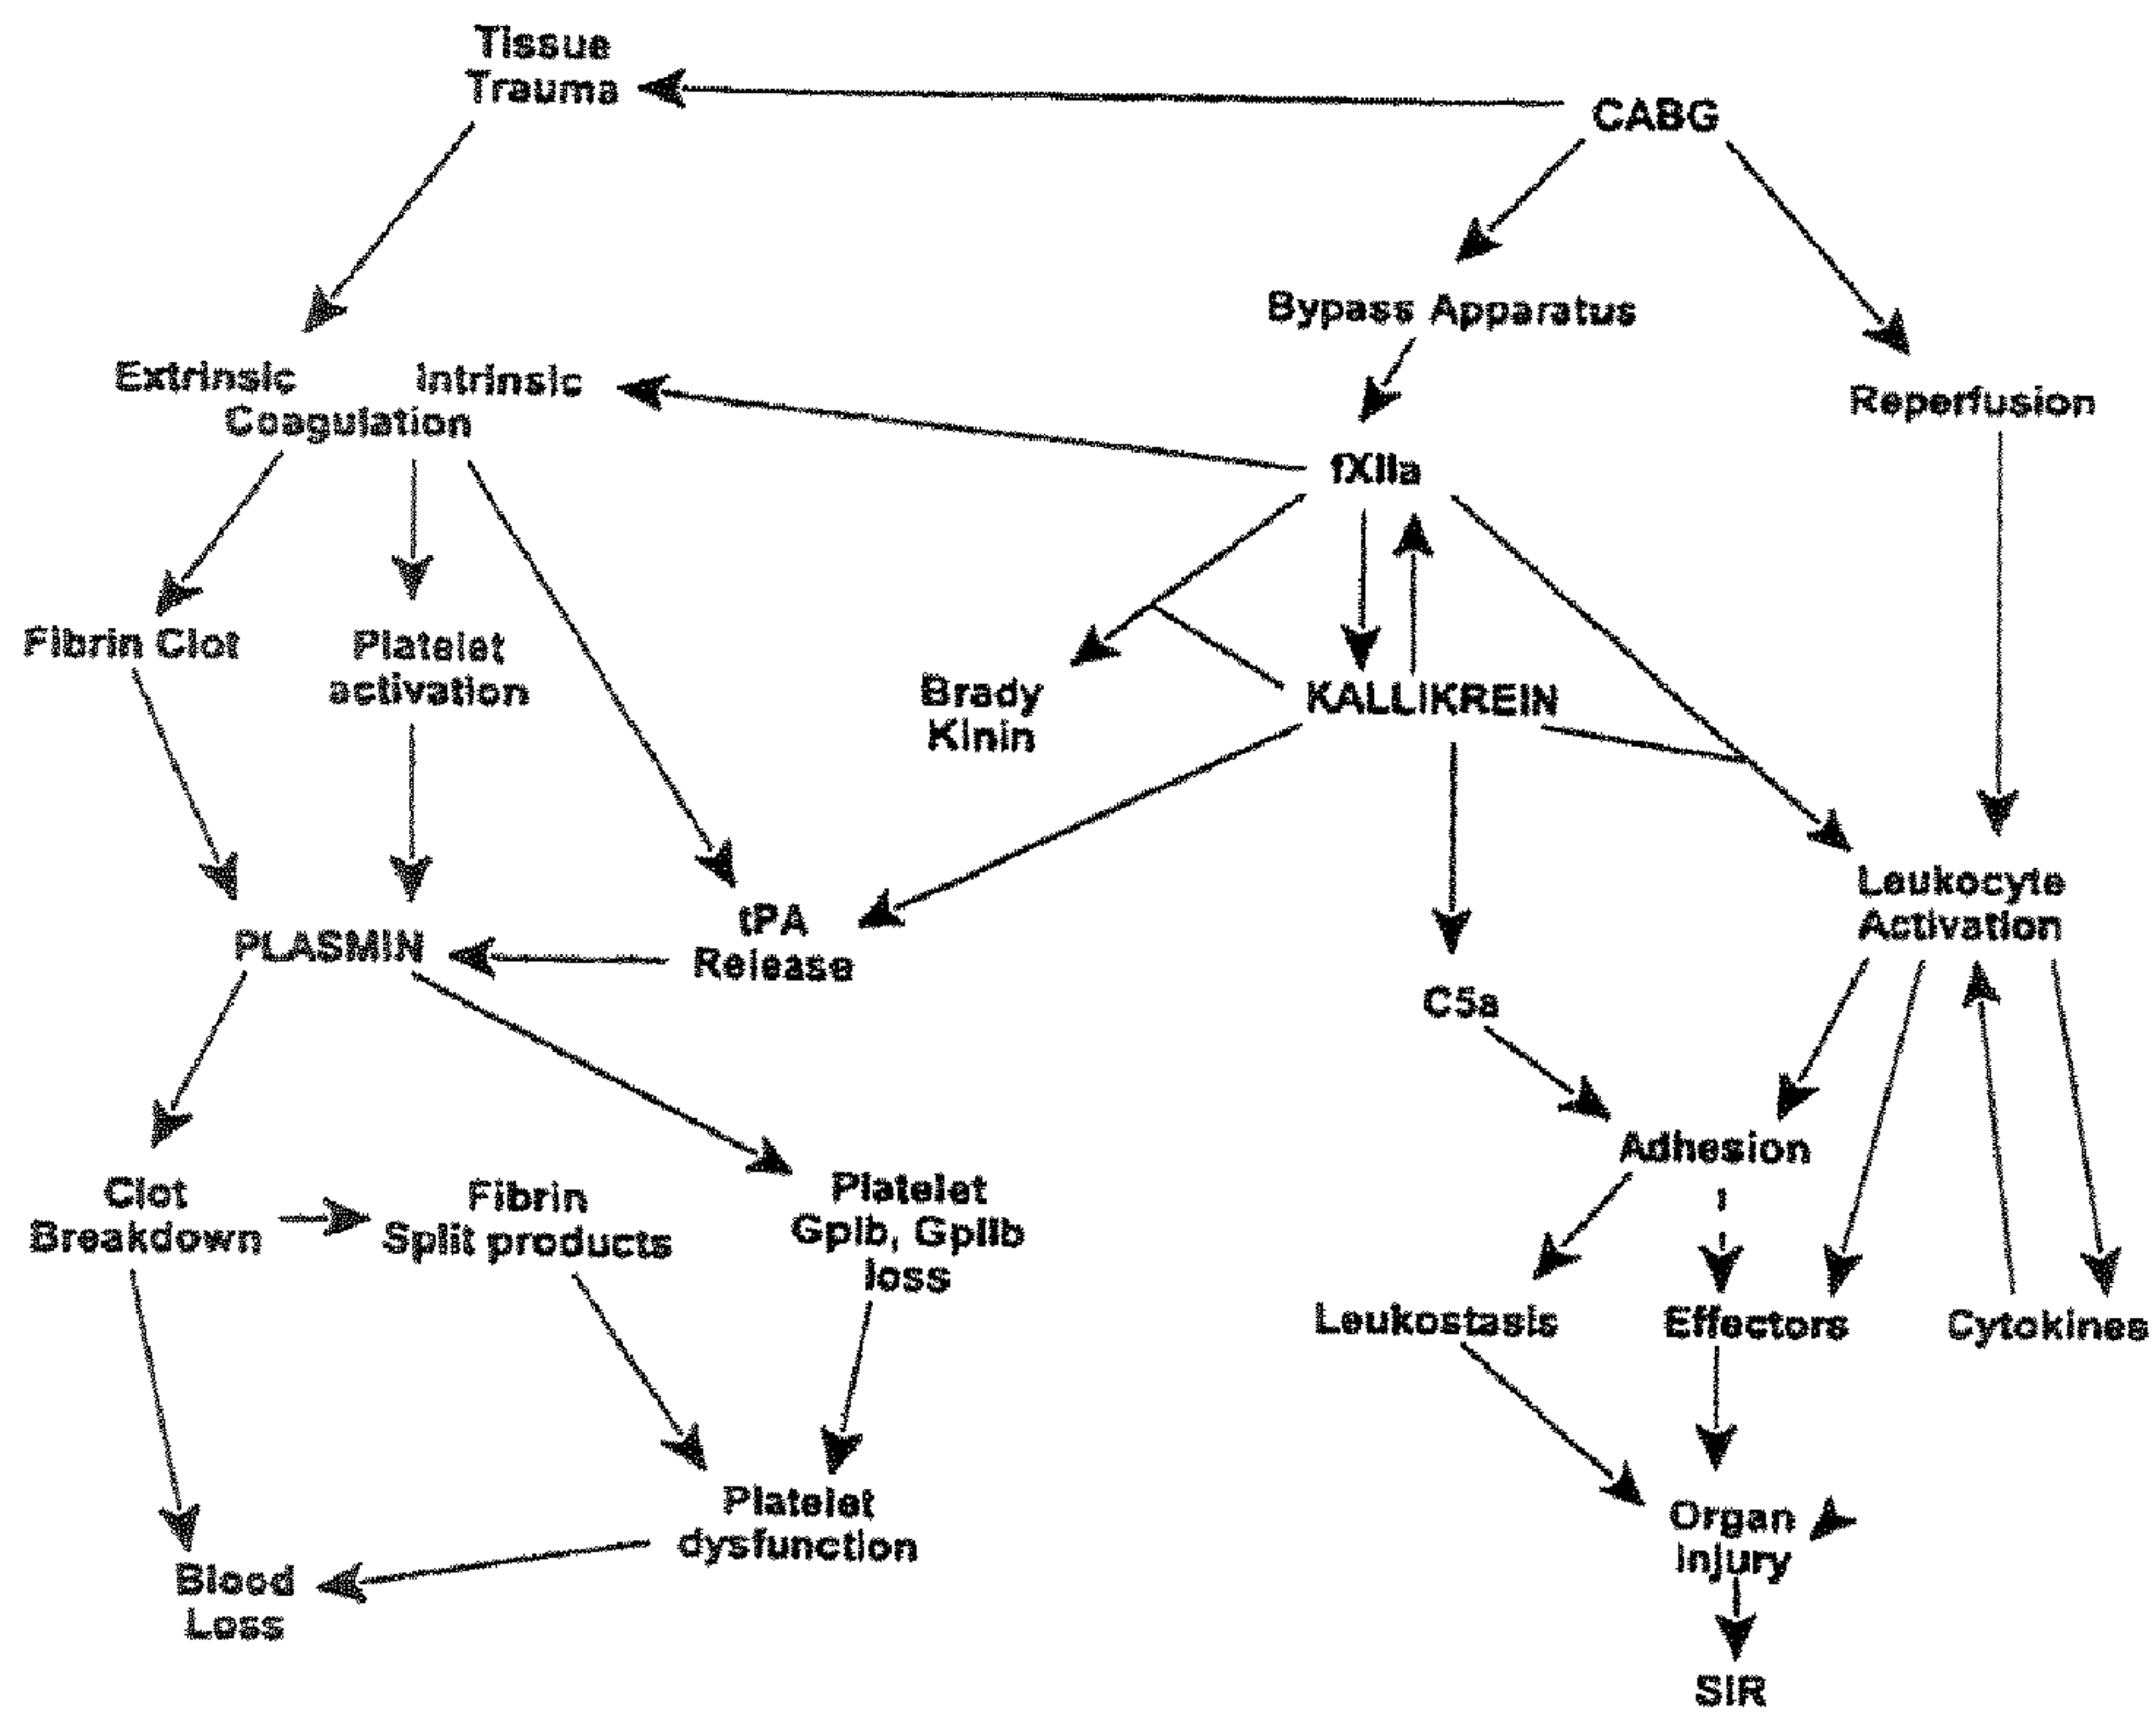 Tissue
Trauma
CABG
Bypass Apparatus
Extrinsic Intrinsic
Coagulation
Reperfusion
fXIIa
Fibrin Clot
Platelet
activation
Brady
Kinin
KALLIKREIN
Leukocyte
Activation
tPA
Release
PLASMIN
C5a
Adhesion
Clot
Breakdown
Fibrin
Split products
Platelet
GpIb, GpIIb
loss
Leukostasis
Effectors
Cytokines
Platelet
dysfunction
Organ
Injury
Blood
Loss
SIR